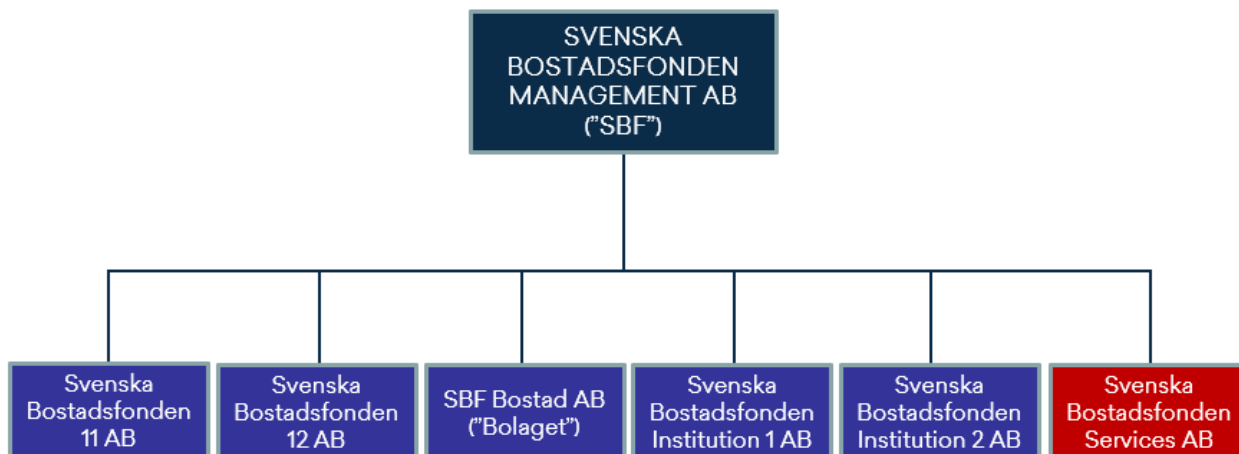 SVENSKA
BOSTADSFONDEN
MANAGEMENT AB
(”SBF”)
Svenska
Bostadsfonden
11 AB
Svenska
Bostadsfonden
12 AB
SBF Bostad AB
(”Bolaget”)
Svenska
Bostadsfonden
Institution 1 AB
Svenska
Bostadsfonden
Institution 2 AB
Svenska
Bostadsfonden
Services AB